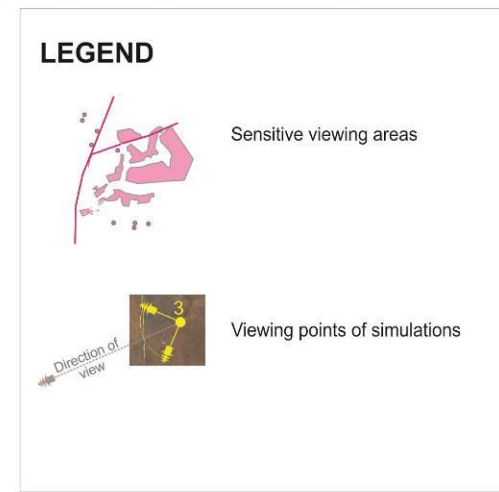 LEGEND
Sensitive viewing areas
3
Direction of
view
Viewing points of simulations